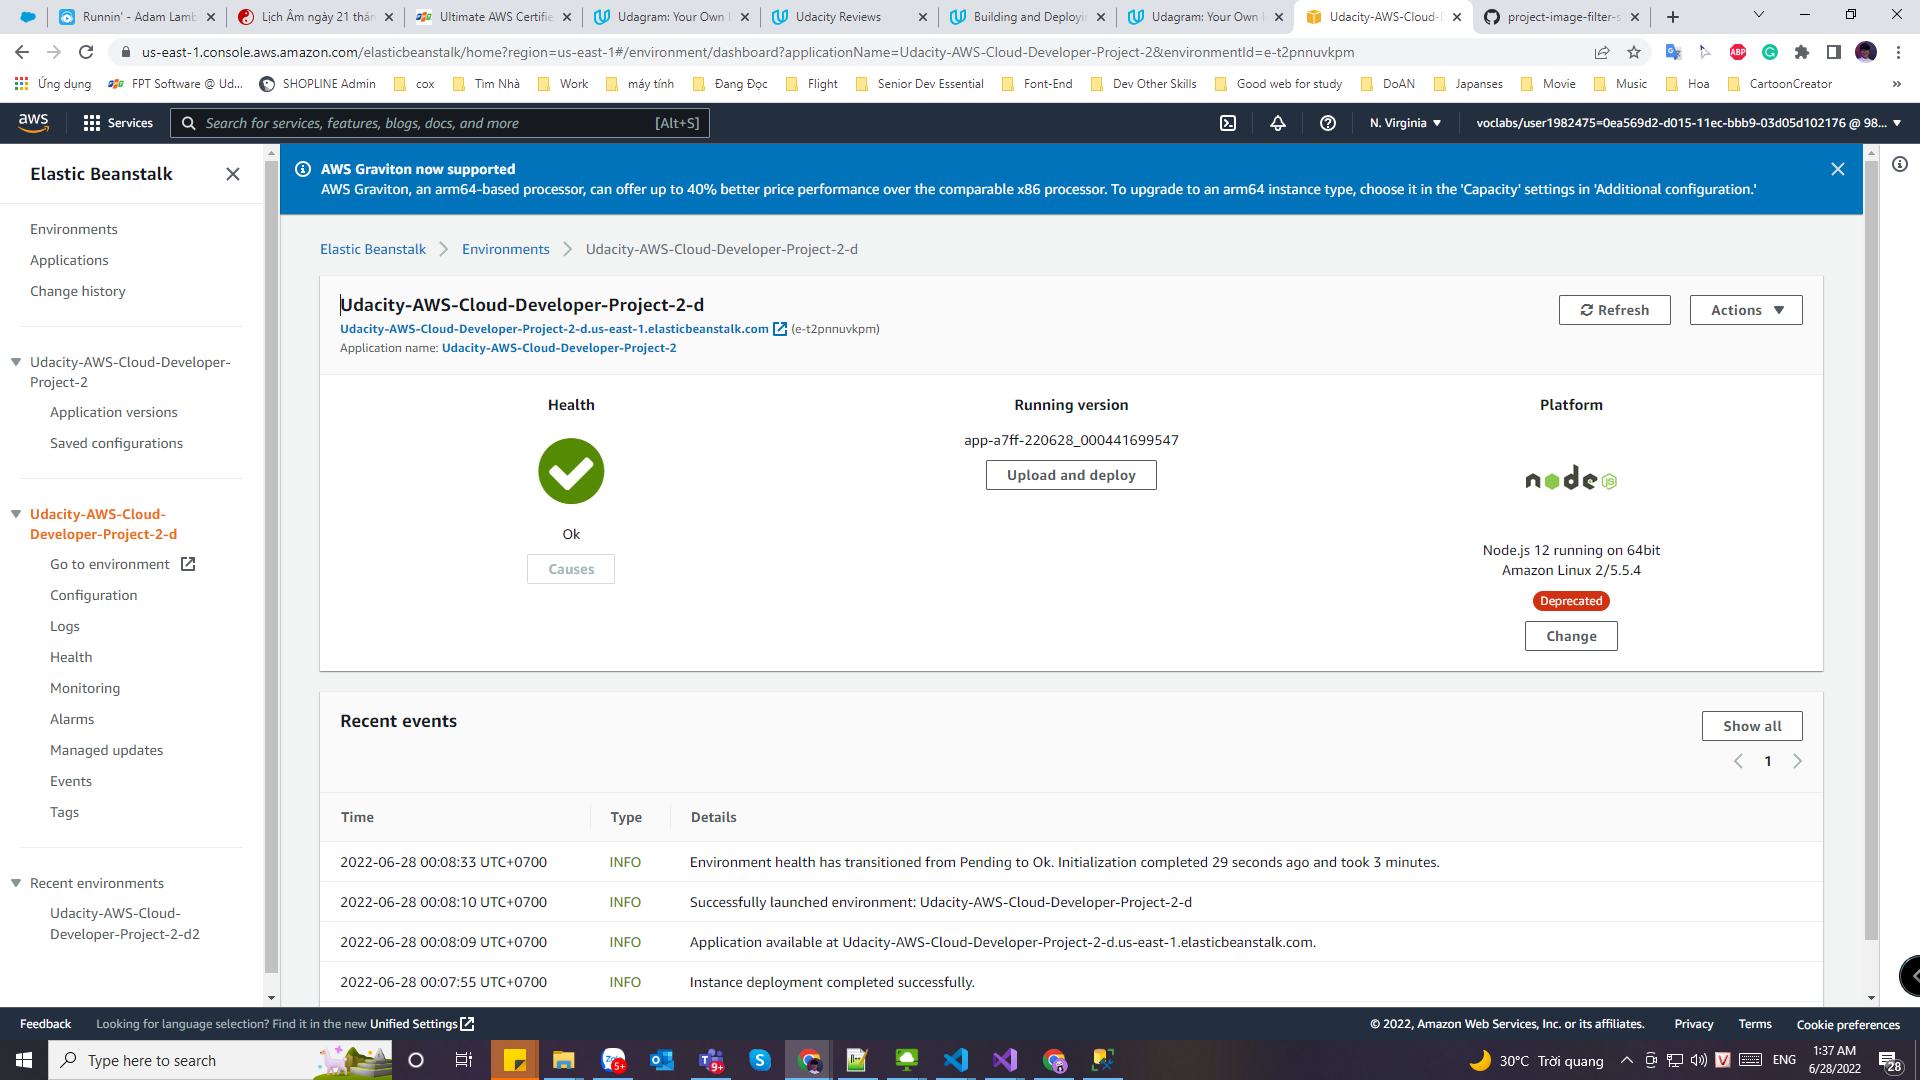 Runnin' - Adam Lamb
Lịch Âm ngày 21 thán
Ultimate AWS Certifie
Udagram: Your Own I
Udacity Reviews
Building and Deployin
Udagram: Your Own I
Udacity-AWS-Cloud-D
project-image-filter-s
us-east-1.console.aws.amazon.com/elasticbeanstalk/home?region=us-east-1#/environment/dashboard?applicationName=Udacity-AWS-Cloud-Developer-Project-2&environmentId=e-t2pnnuvkpm
ABP
Ứng dụng
FPT Software @ Ud...
SHOPLINE Admin
cox
Tìm Nhà
Work
máy tính
Đang Đọc
Flight
Senior Dev Essential
Font-End
Dev Other Skills
Good web for study
DoAN
Japanses
Movie
Music
Hoa
CartoonCreator
»
aws
Services
Search for services, features, blogs, docs, and more
[Alt+S]
N. Virginia
voclabs/user1982475=0ea569d2-d015-11ec-bbb9-03d05d102176 @ 98...
Elastic Beanstalk
Environments
Applications
Change history
Udacity-AWS-Cloud-Developer-
Project-2
Application versions
Saved configurations
Udacity-AWS-Cloud-
Developer-Project-2-d
Go to environment
Configuration
Logs
Health
Monitoring
Alarms
Managed updates
Events
Tags
Recent environments
Udacity-AWS-Cloud-
Developer-Project-2-d2
AWS Graviton now supported
AWS Graviton, an arm64-based processor, can offer up to 40% better price performance over the comparable x86 processor. To upgrade to an arm64 instance type, choose it in the 'Capacity' settings in 'Additional configuration.'
Elastic Beanstalk
Environments
Udacity-AWS-Cloud-Developer-Project-2-d
Udacity-AWS-Cloud-Developer-Project-2-d
Udacity-AWS-Cloud-Developer-Project-2-d.us-east-1.elasticbeanstalk.com (e-t2pnnuvkpm)
Application name: Udacity-AWS-Cloud-Developer-Project-2
Refresh
Actions
Health
Ok
Causes
Running version
app-a7ff-220628_000441699547
Upload and deploy
Platform
node JS
Node.js 12 running on 64bit
Amazon Linux 2/5.5.4
Deprecated
Change
Recent events
Show all
1
Time
Type
Details
2022-06-28 00:08:33 UTC+0700
INFO
Environment health has transitioned from Pending to Ok. Initialization completed 29 seconds ago and took 3 minutes.
2022-06-28 00:08:10 UTC+0700
INFO
Successfully launched environment: Udacity-AWS-Cloud-Developer-Project-2-d
2022-06-28 00:08:09 UTC+0700
INFO
Application available at Udacity-AWS-Cloud-Developer-Project-2-d.us-east-1.elasticbeanstalk.com.
2022-06-28 00:07:55 UTC+0700
INFO
Instance deployment completed successfully.
Feedback
Looking for language selection? Find it in the new Unified Settings
© 2022, Amazon Web Services, Inc. or its affiliates.
Privacy
Terms
Cookie preferences
Type here to search
5+
9+
30°C Trời quang
ENG
1:37 AM
6/28/2022
28